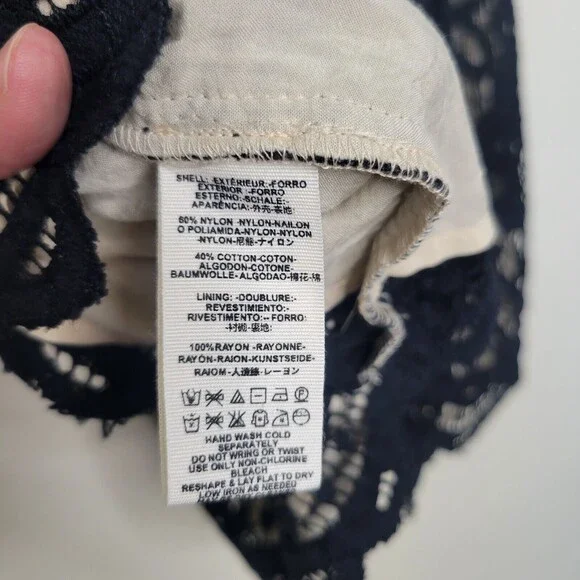 SHELL: -EXTÉRIEUR-FORRO
EXTERIOR -FORRO
ESTERNO:-SCHALE: -
APARÊNCIA:-外壳-表地
60% NYLON -NYLON-NAILON
O POLIAMIDA-NYLON-NYLON
NYLON-尼龍-ナイロン
40% COTTON-COTON-
ALGODON-COTONE-
BAUMWOLLE-ALGODAO-棉花-綿
LINING: -DOUBLURE:-
REVESTIMIENTO:-
RIVESTIMENTO:-- FORRO:
-衬裡-裏地:
100%RAYON -RAYONNE-
RAYON-RAION-KUNSTSEIDE-
RAIOM-人造絲-レーヨン
HAND WASH COLD
SEPARATELY
DO NOT WRING OR TWIST
USE ONLY NON-CHLORINE
BLEACH
RESHAPE & LAY FLAT TO DRY
LOW IRON AS NEEDED